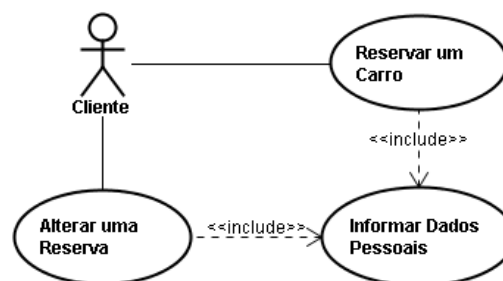 Reservar um
Carro
Cliente
<<include>>
Alterar uma
Reserva
<<include>>
Informar Dados
Pessoais